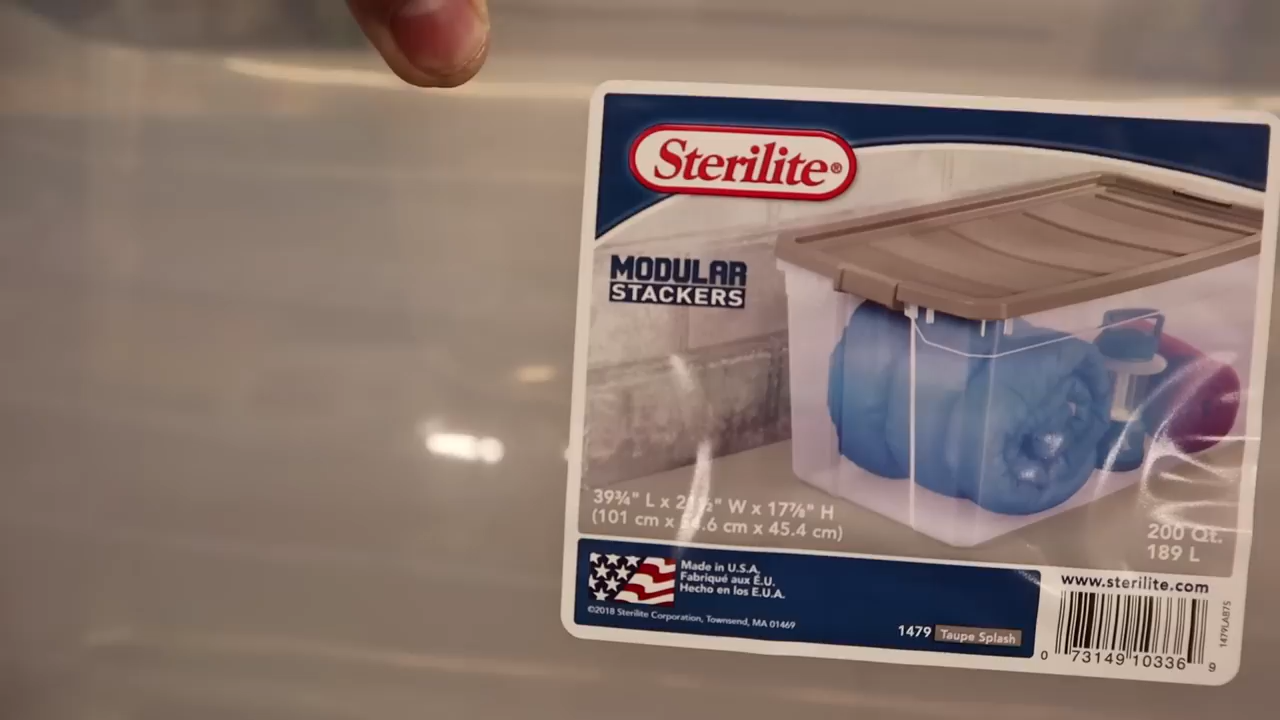 Sterilite®
MODULAR
STACKERS
39¾" L x 21½" W x 17⅞" H
(101 cm x .6 cm x 45.4 cm)
200 Qt.
189 L
Made in U.S.A.
Fabriqué aux É.U.
Hecho en los E.U.A.
©2018 Sterilite Corporation, Townsend, MA 01469
1479 Taupe Splash
www.sterilite.com
1479LAB75
0 73149 10336 9